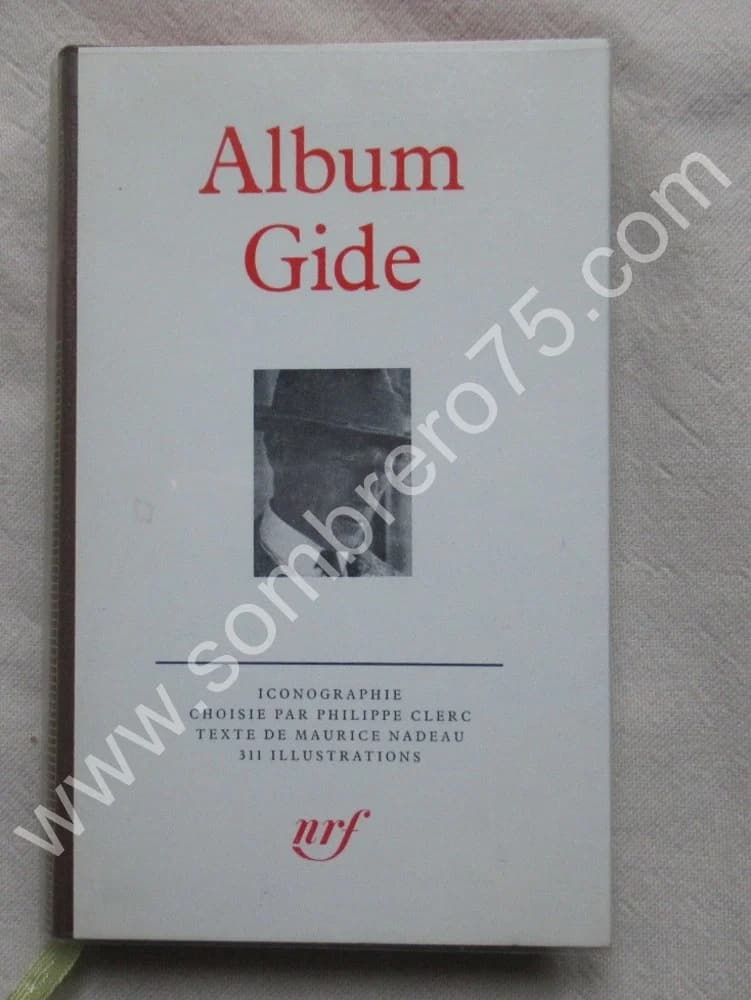 Album
Gide
ICONOGRAPHIE
CHOISIE PAR PHILIPPE CLERC
TEXTE DE MAURICE NADEAU
311 ILLUSTRATIONS
nrf
www.sombrero75.com